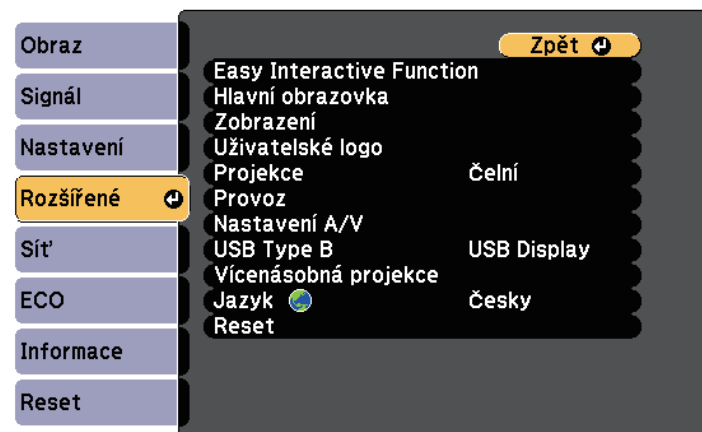 Obraz
Signál
Nastavení
Rozšířené
Síť
ECO
Informace
Reset
Zpět
Easy Interactive Function
Hlavní obrazovka
Zobrazení
Uživatelské logo
Projekce Čelní
Provoz
Nastavení A/V
USB Type B USB Display
Vícenásobná projekce
Jazyk Česky
Reset